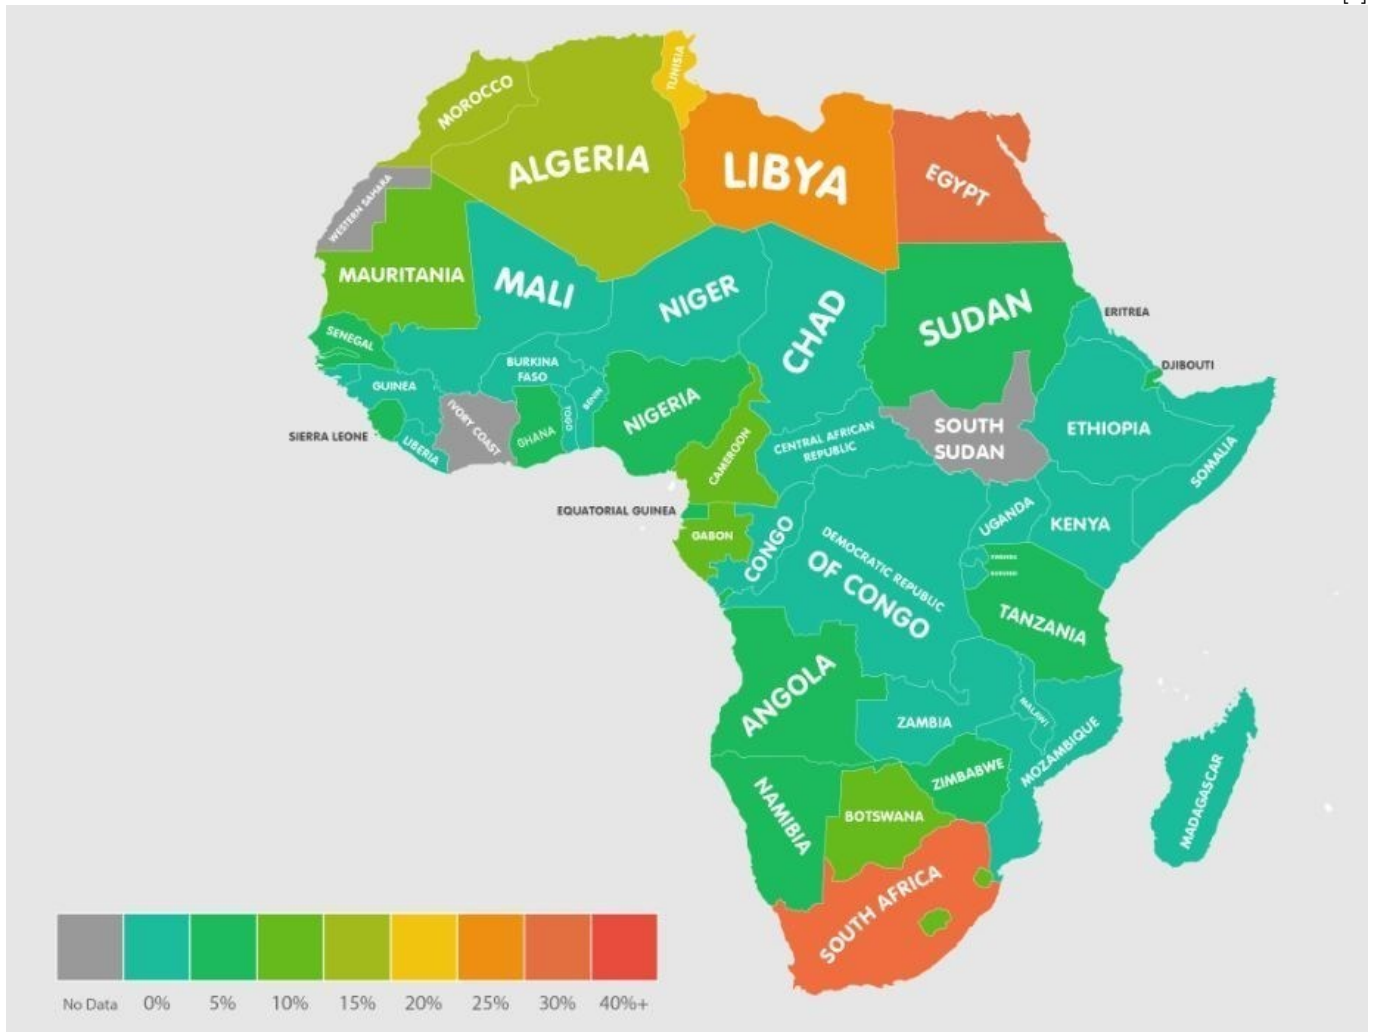 TUNISIA
MOROCCO
ALGERIA
LIBYA
EGYPT
WESTERN SAHARA
MAURITANIA
MALI
NIGER
CHAD
SUDAN
ERITREA
SENEGAL
BURKINA
FASO
DJIBOUTI
GUINEA
BENIN
NIGERIA
IVORY COAST
TOGO
GHANA
SIERRA LEONE
LIBERIA
CAMEROON
CENTRAL AFRICAN
REPUBLIC
SOUTH
SUDAN
ETHIOPIA
SOMALIA
EQUATORIAL GUINEA
GABON
CONGO
DEMOCRATIC REPUBLIC
OF CONGO
UGANDA
KENYA
TANZANIA
ANGOLA
ZAMBIA
MALAWI
MOZAMBIQUE
ZIMBABWE
NAMIBIA
BOTSWANA
MADAGASCAR
SOUTH AFRICA
No Data 0% 5% 10% 15% 20% 25% 30% 40%+